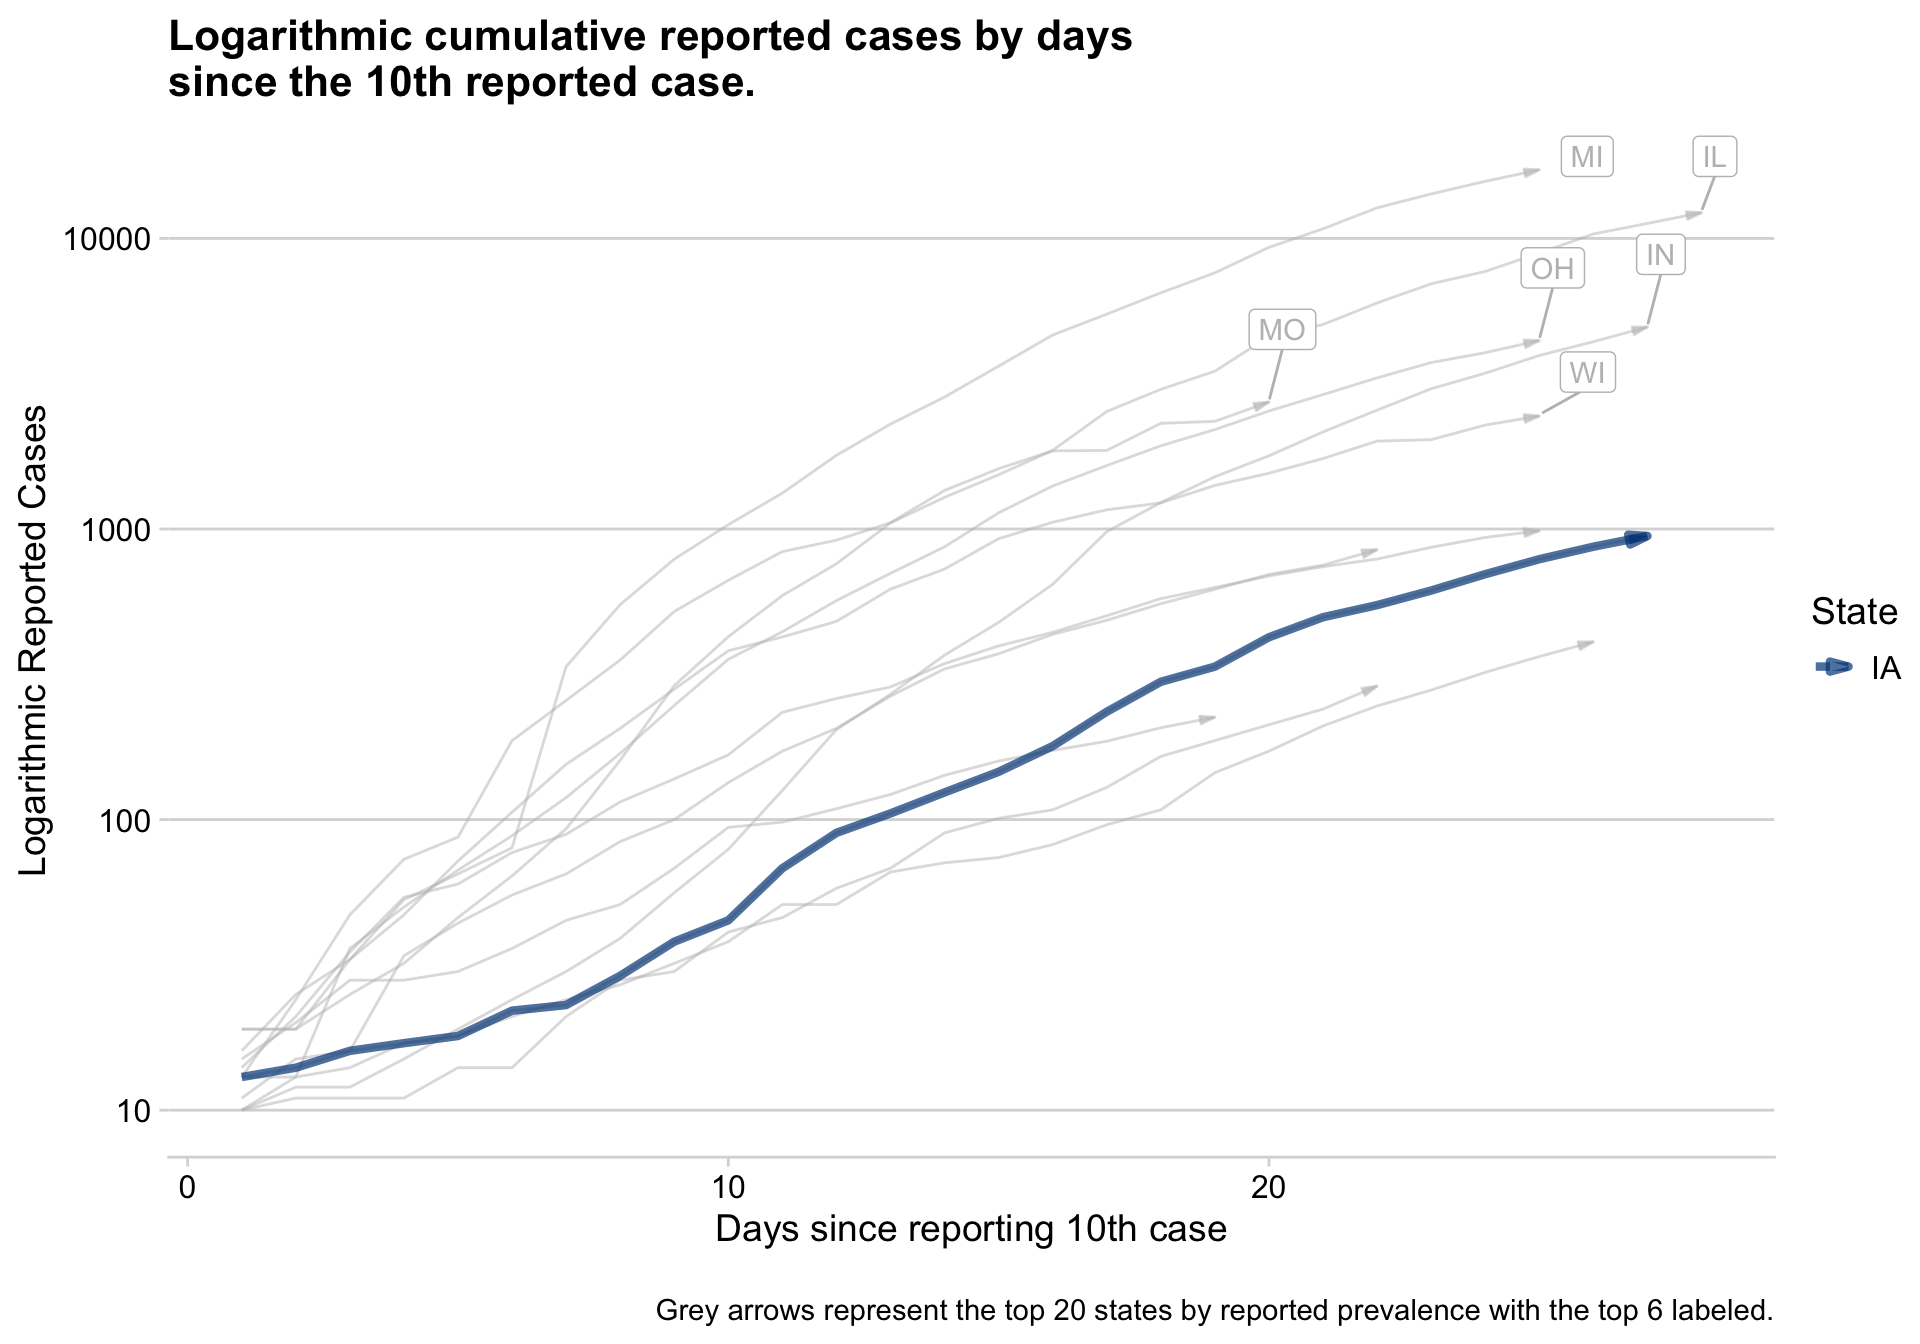 Logarithmic cumulative reported cases by days
since the 10th reported case.
MI
IL
10000
IN
OH
MO
WI
Logarithmic Reported Cases
1000
State
IA
100
10
0
10
20
Days since reporting 10th case
Grey arrows represent the top 20 states by reported prevalence with the top 6 labeled.